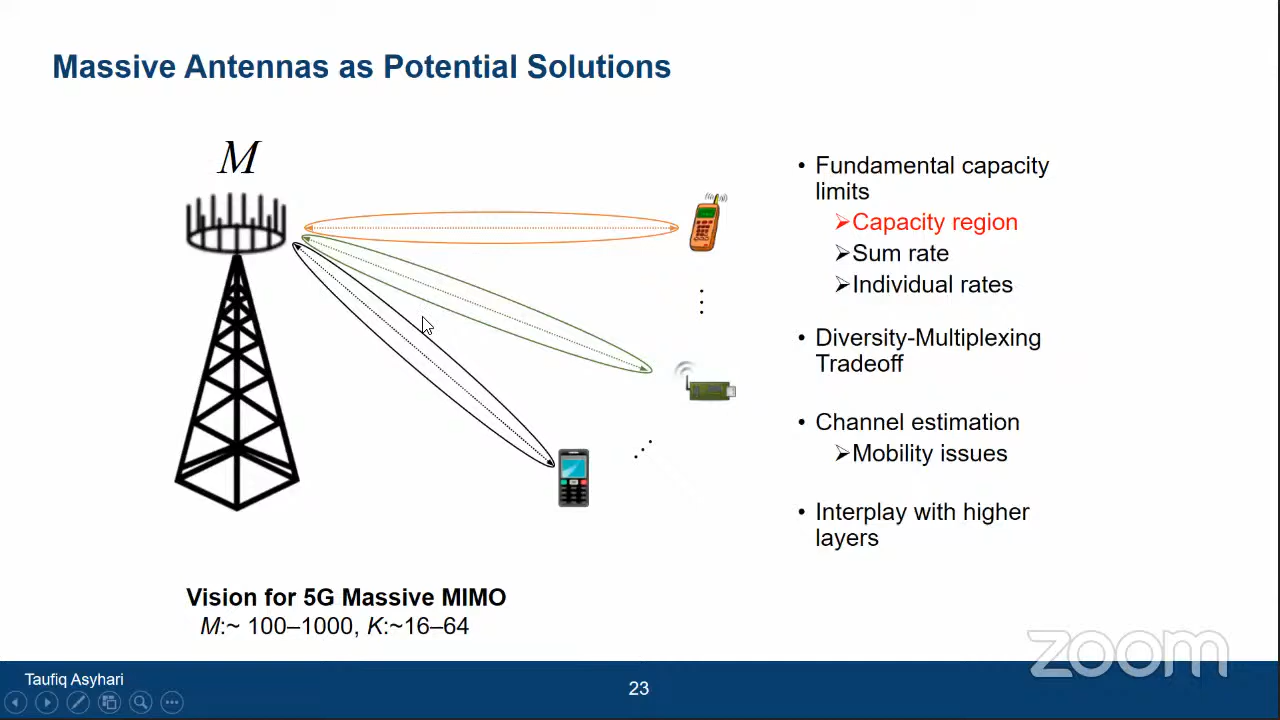 Massive Antennas as Potential Solutions
M
• Fundamental capacity
limits
➢Capacity region
➢Sum rate
➢Individual rates
• Diversity-Multiplexing
Tradeoff
• Channel estimation
➢Mobility issues
• Interplay with higher
layers
Vision for 5G Massive MIMO
M:~ 100–1000, K:~16–64
zoom
Taufiq Asyhari
23